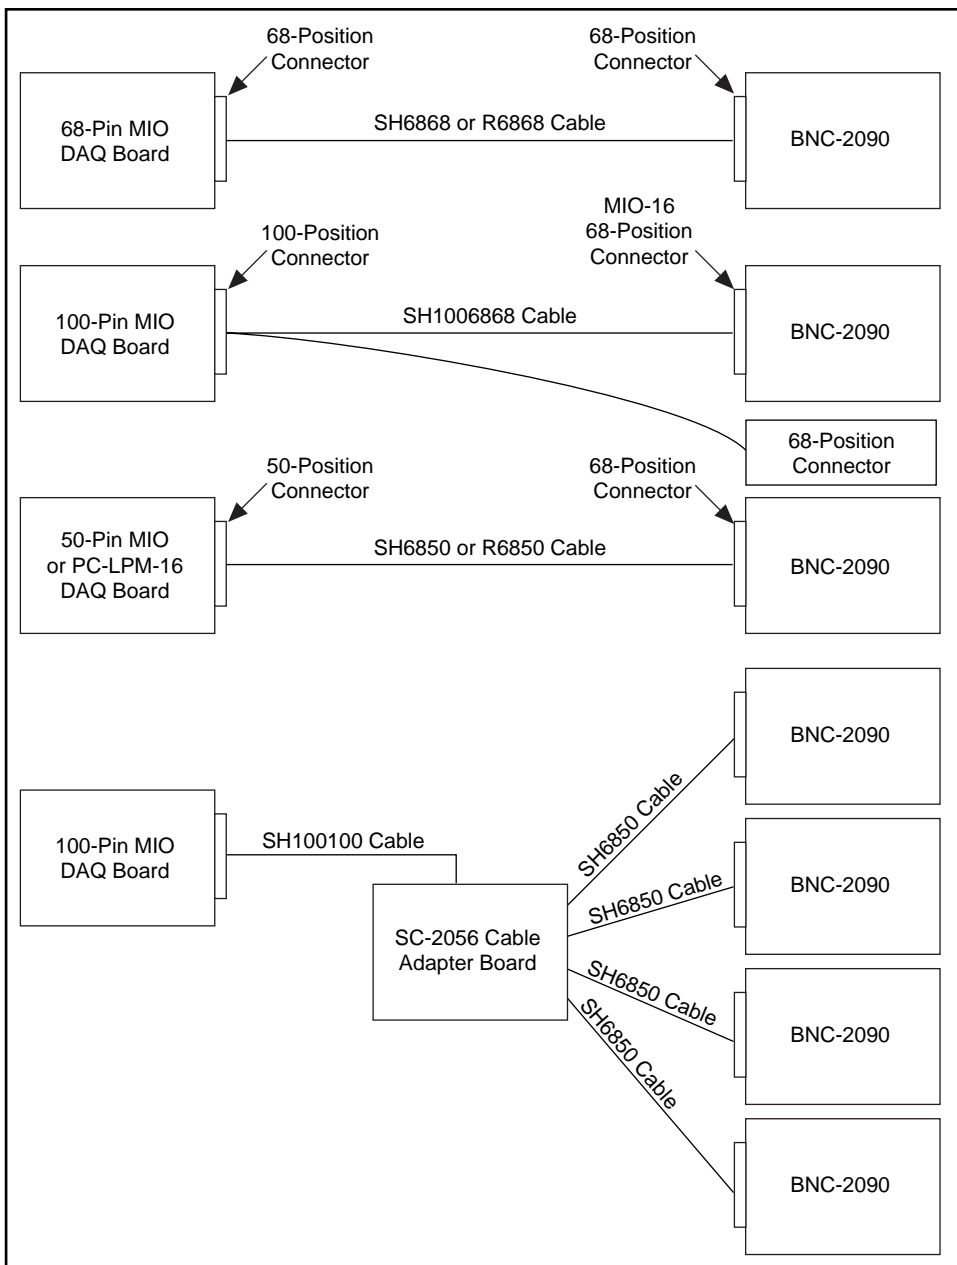 68-Position
Connector
68-Position
Connector
68-Pin MIO
DAQ Board
SH6868 or R6868 Cable
BNC-2090
100-Position
Connector
MIO-16
68-Position
Connector
100-Pin MIO
DAQ Board
SH1006868 Cable
BNC-2090
68-Position
Connector
50-Position
Connector
68-Position
Connector
50-Pin MIO
or PC-LPM-16
DAQ Board
SH6850 or R6850 Cable
BNC-2090
100-Pin MIO
DAQ Board
SH100100 Cable
SC-2056 Cable
Adapter Board
SH6850 Cable
BNC-2090
SH6850 Cable
BNC-2090
SH6850 Cable
BNC-2090
SH6850 Cable
BNC-2090